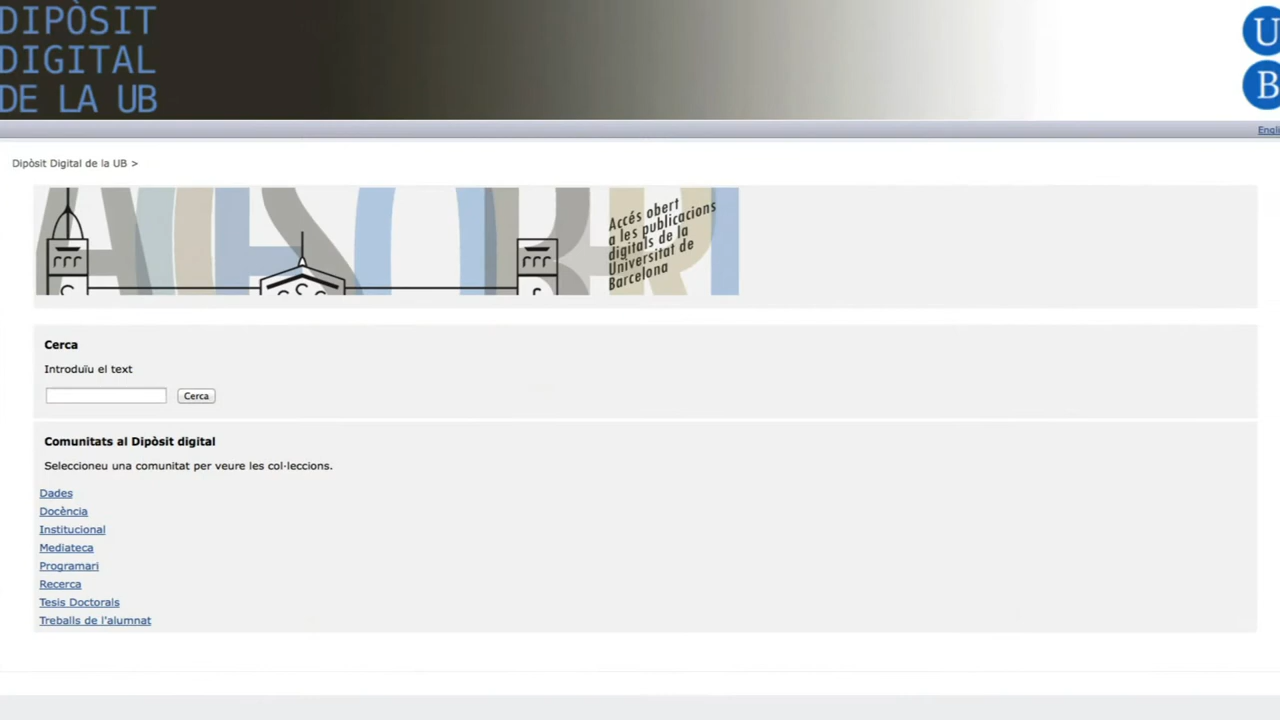 DIPÒSIT
DIGITAL
DE LA UB
U
B
Dipòsit Digital de la UB >
Accés obert
a les publicacions
digitals de la
Universitat de
Barcelona
Cerca
Introduïu el text
Cerca
Comunitats al Dipòsit digital
Seleccioneu una comunitat per veure les col·leccions.
Dades
Docència
Institucional
Mediateca
Programari
Recerca
Tesis Doctorals
Treballs de l'alumnat